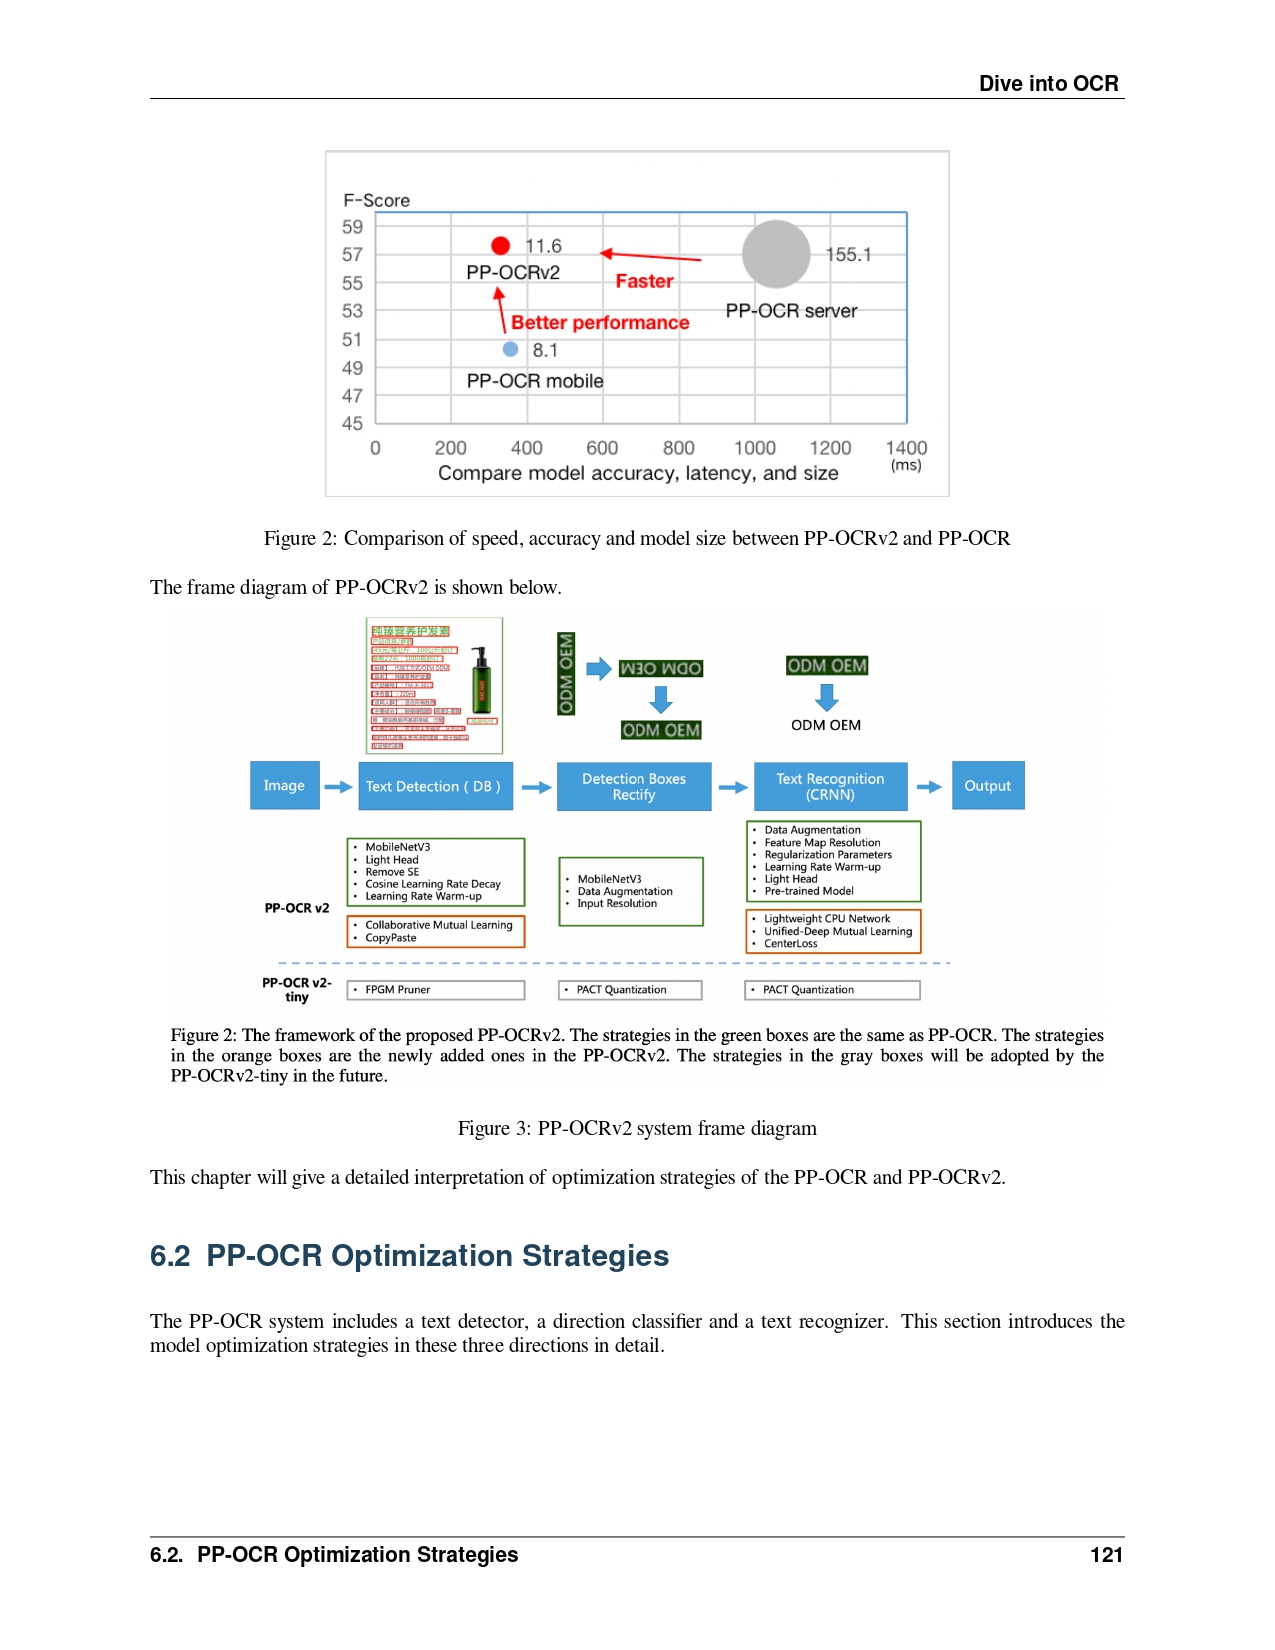 Dive into OCR
F-Score
59
57
55
53
51
49
47
45
11.6
PP-OCRv2
Faster
155.1
PP-OCR server
Better performance
8.1
PP-OCR mobile
0 200 400 600 800 1000 1200 1400
(ms)
Compare model accuracy, latency, and size
Figure 2: Comparison of speed, accuracy and model size between PP-OCRv2 and PP-OCR
The frame diagram of PP-OCRv2 is shown below.
纯臻营养护发素
ODM OEM
ODM OEM
ODM OEM
ODM OEM
ODM OEM
Image
Text Detection ( DB )
Detection Boxes
Rectify
Text Recognition
(CRNN)
Output
PP-OCR v2
• MobileNetV3
• Light Head
• Remove SE
• Cosine Learning Rate Decay
• Learning Rate Warm-up
• Collaborative Mutual Learning
• CopyPaste
• MobileNetV3
• Data Augmentation
• Input Resolution
• Data Augmentation
• Feature Map Resolution
• Regularization Parameters
• Learning Rate Warm-up
• Light Head
• Pre-trained Model
• Lightweight CPU Network
• Unified-Deep Mutual Learning
• CenterLoss
PP-OCR v2-
tiny
• FPGM Pruner
• PACT Quantization
• PACT Quantization
Figure 2: The framework of the proposed PP-OCRv2. The strategies in the green boxes are the same as PP-OCR. The strategies
in the orange boxes are the newly added ones in the PP-OCRv2. The strategies in the gray boxes will be adopted by the
PP-OCRv2-tiny in the future.
Figure 3: PP-OCRv2 system frame diagram
This chapter will give a detailed interpretation of optimization strategies of the PP-OCR and PP-OCRv2.
6.2 PP-OCR Optimization Strategies
The PP-OCR system includes a text detector, a direction classifier and a text recognizer. This section introduces the
model optimization strategies in these three directions in detail.
6.2. PP-OCR Optimization Strategies 121